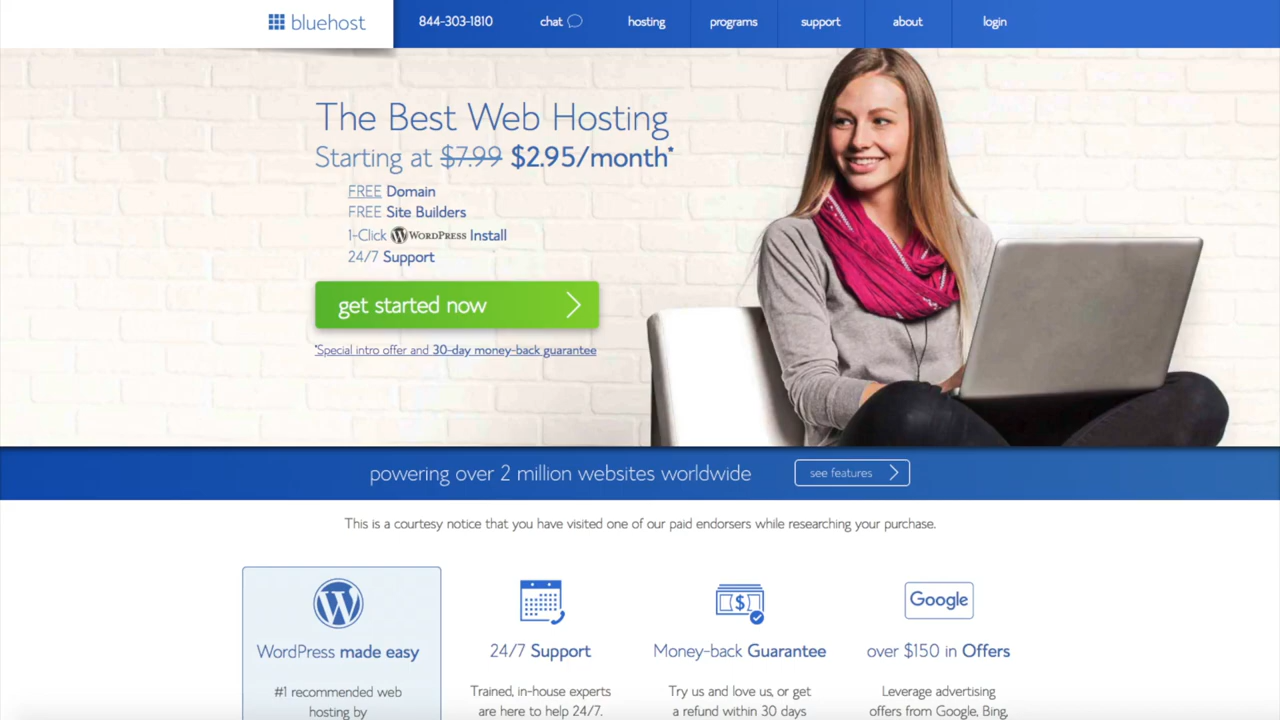 bluehost
844-303-1810
chat
hosting
programs
support
about
login
The Best Web Hosting
Starting at $7.99 $2.95/month*
FREE Domain
FREE Site Builders
1-Click WORDPRESS Install
24/7 Support
get started now
*Special intro offer and 30-day money-back guarantee
powering over 2 million websites worldwide
see features
This is a courtesy notice that you have visited one of our paid endorsers while researching your purchase.
WordPress made easy
#1 recommended web
hosting by
24/7 Support
Trained, in-house experts
are here to help 24/7.
Money-back Guarantee
Try us and love us, or get
a refund within 30 days
Google
over $150 in Offers
Leverage advertising
offers from Google, Bing,